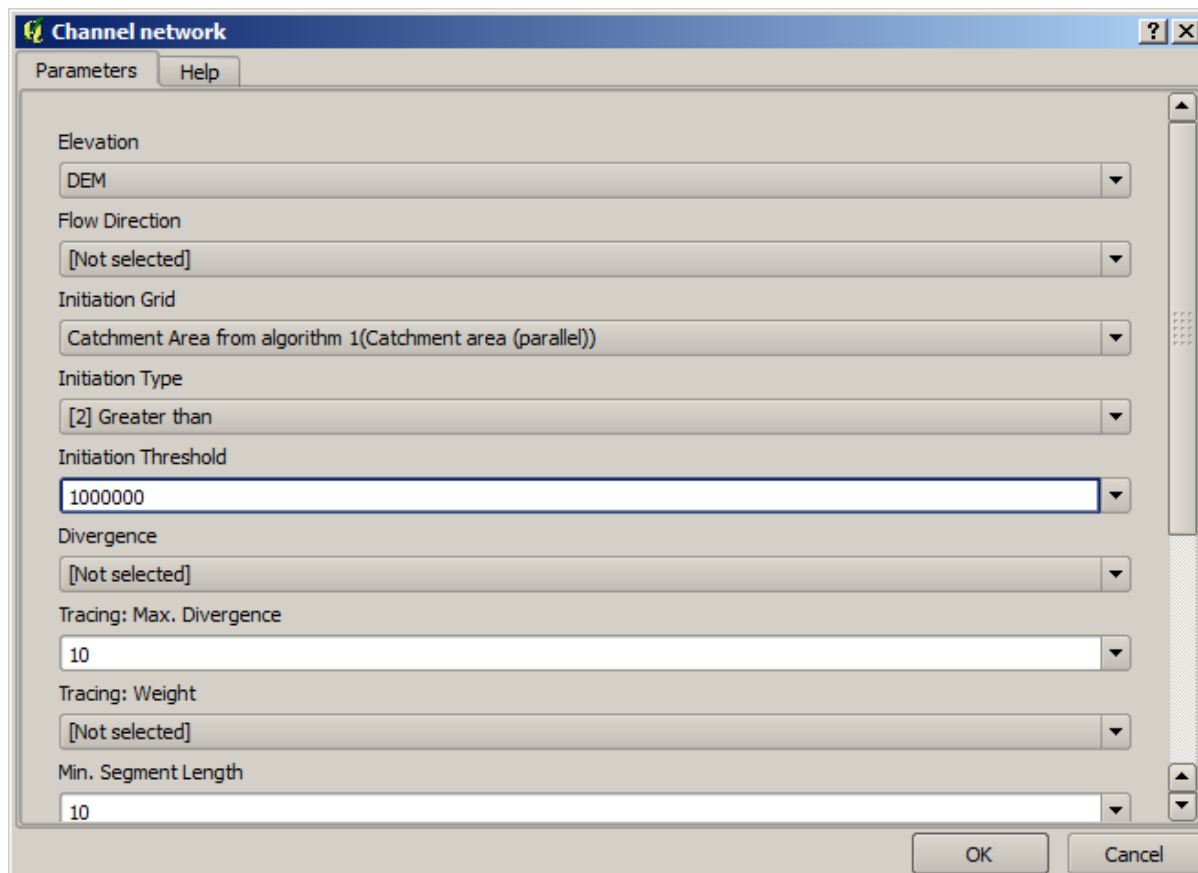 Channel network
Parameters
Help
Elevation
DEM
Flow Direction
[Not selected]
Initiation Grid
Catchment Area from algorithm 1(Catchment area (parallel))
Initiation Type
[2] Greater than
Initiation Threshold
1000000
Divergence
[Not selected]
Tracing: Max. Divergence
10
Tracing: Weight
[Not selected]
Min. Segment Length
10
OK
Cancel